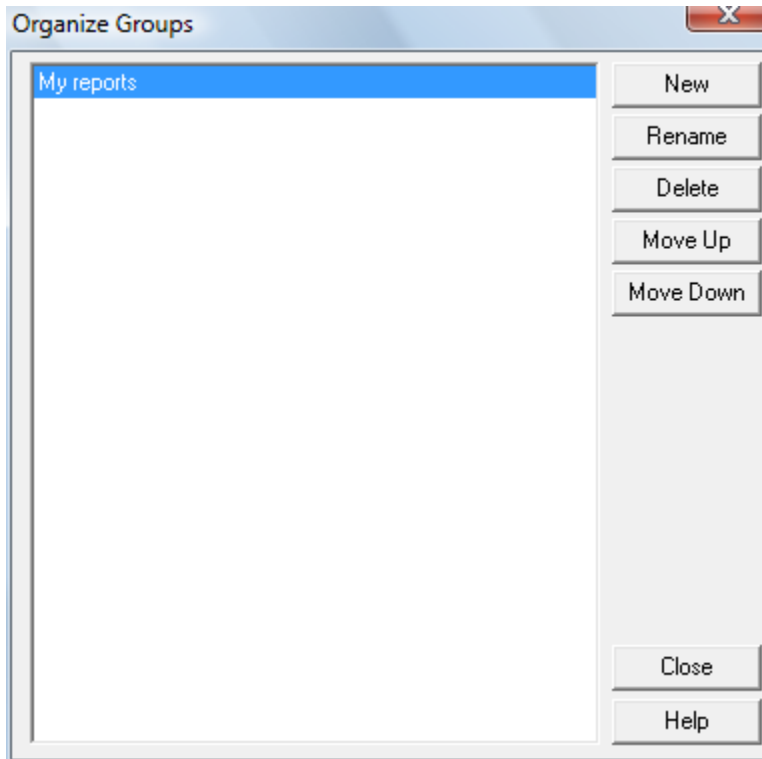 Organize Groups
My reports
New
Rename
Delete
Move Up
Move Down
Close
Help